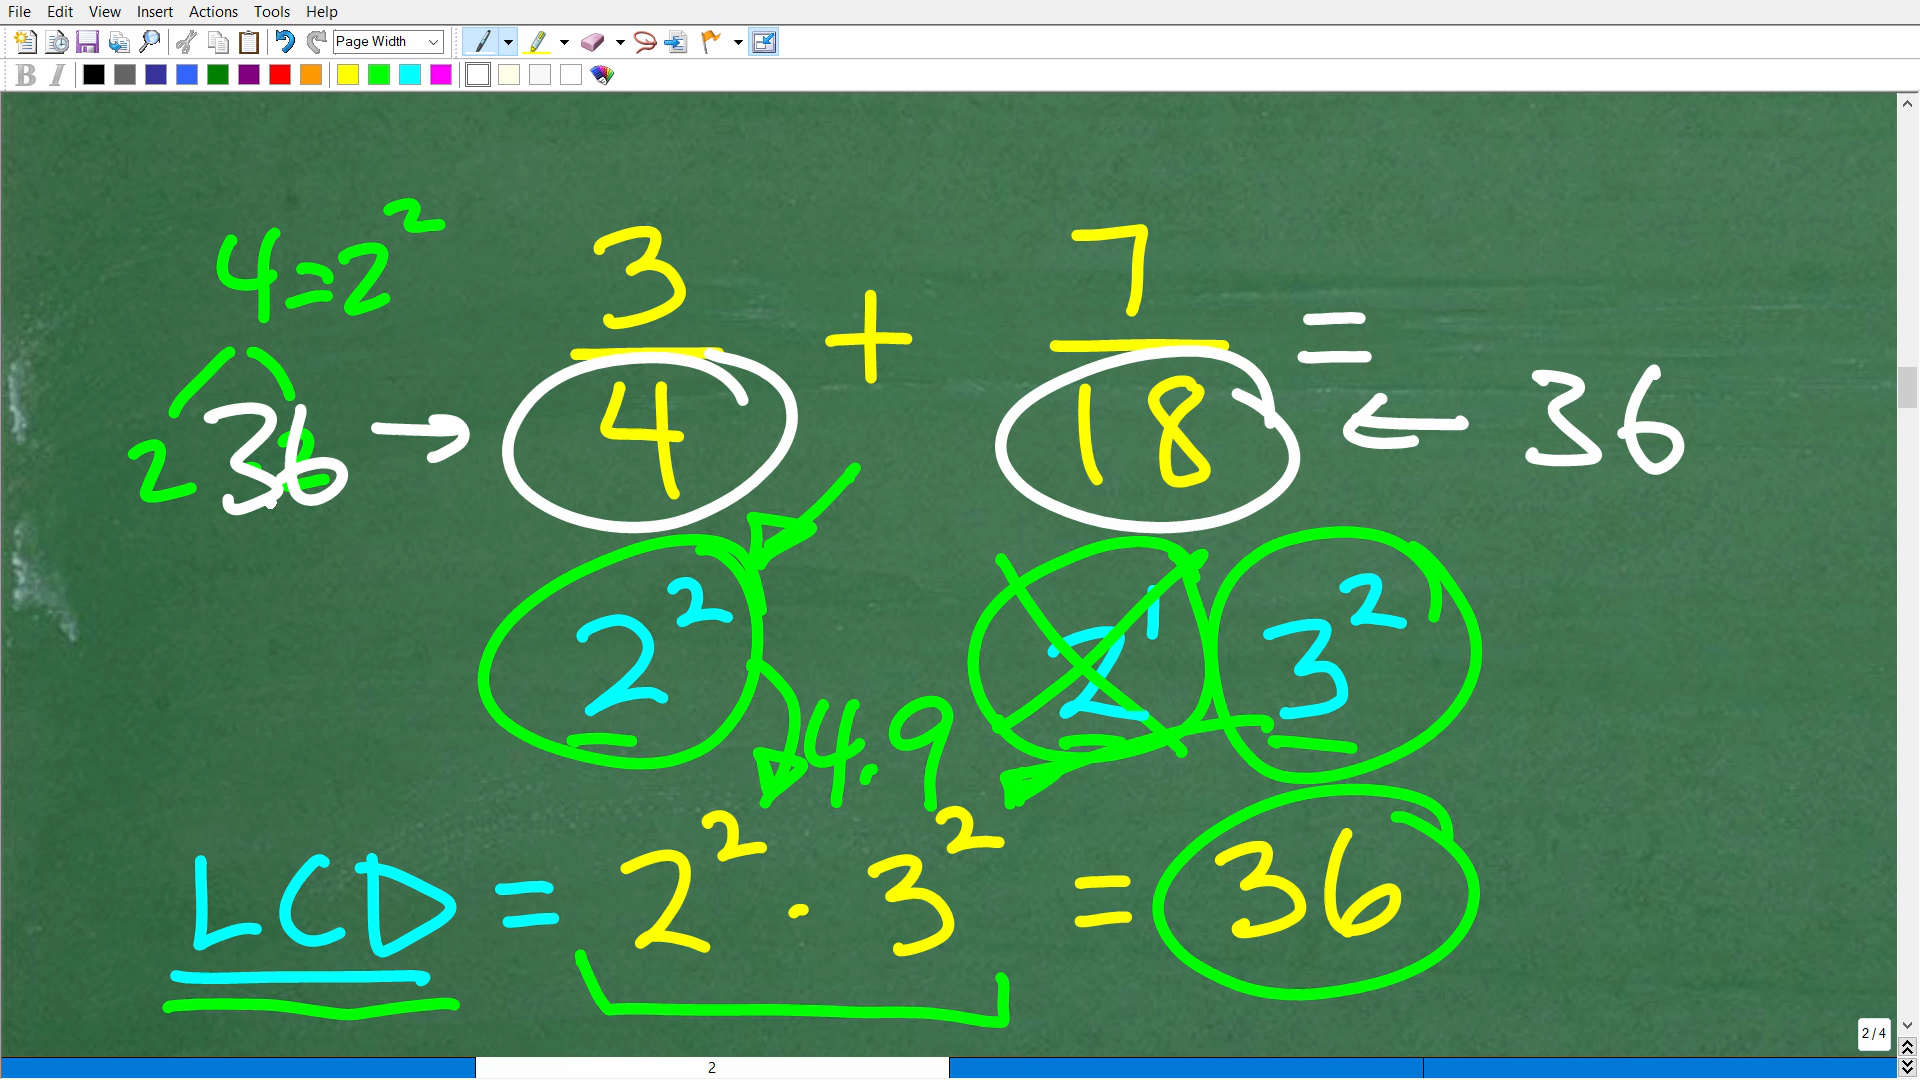 File Edit View Insert Actions Tools Help
Page Width
B I
4=2²
3/4 + 7/18 =
2 2
36 → ← 36
2² 2¹ 3²
4.9
LCD = 2² · 3² = 36
2 / 4
2